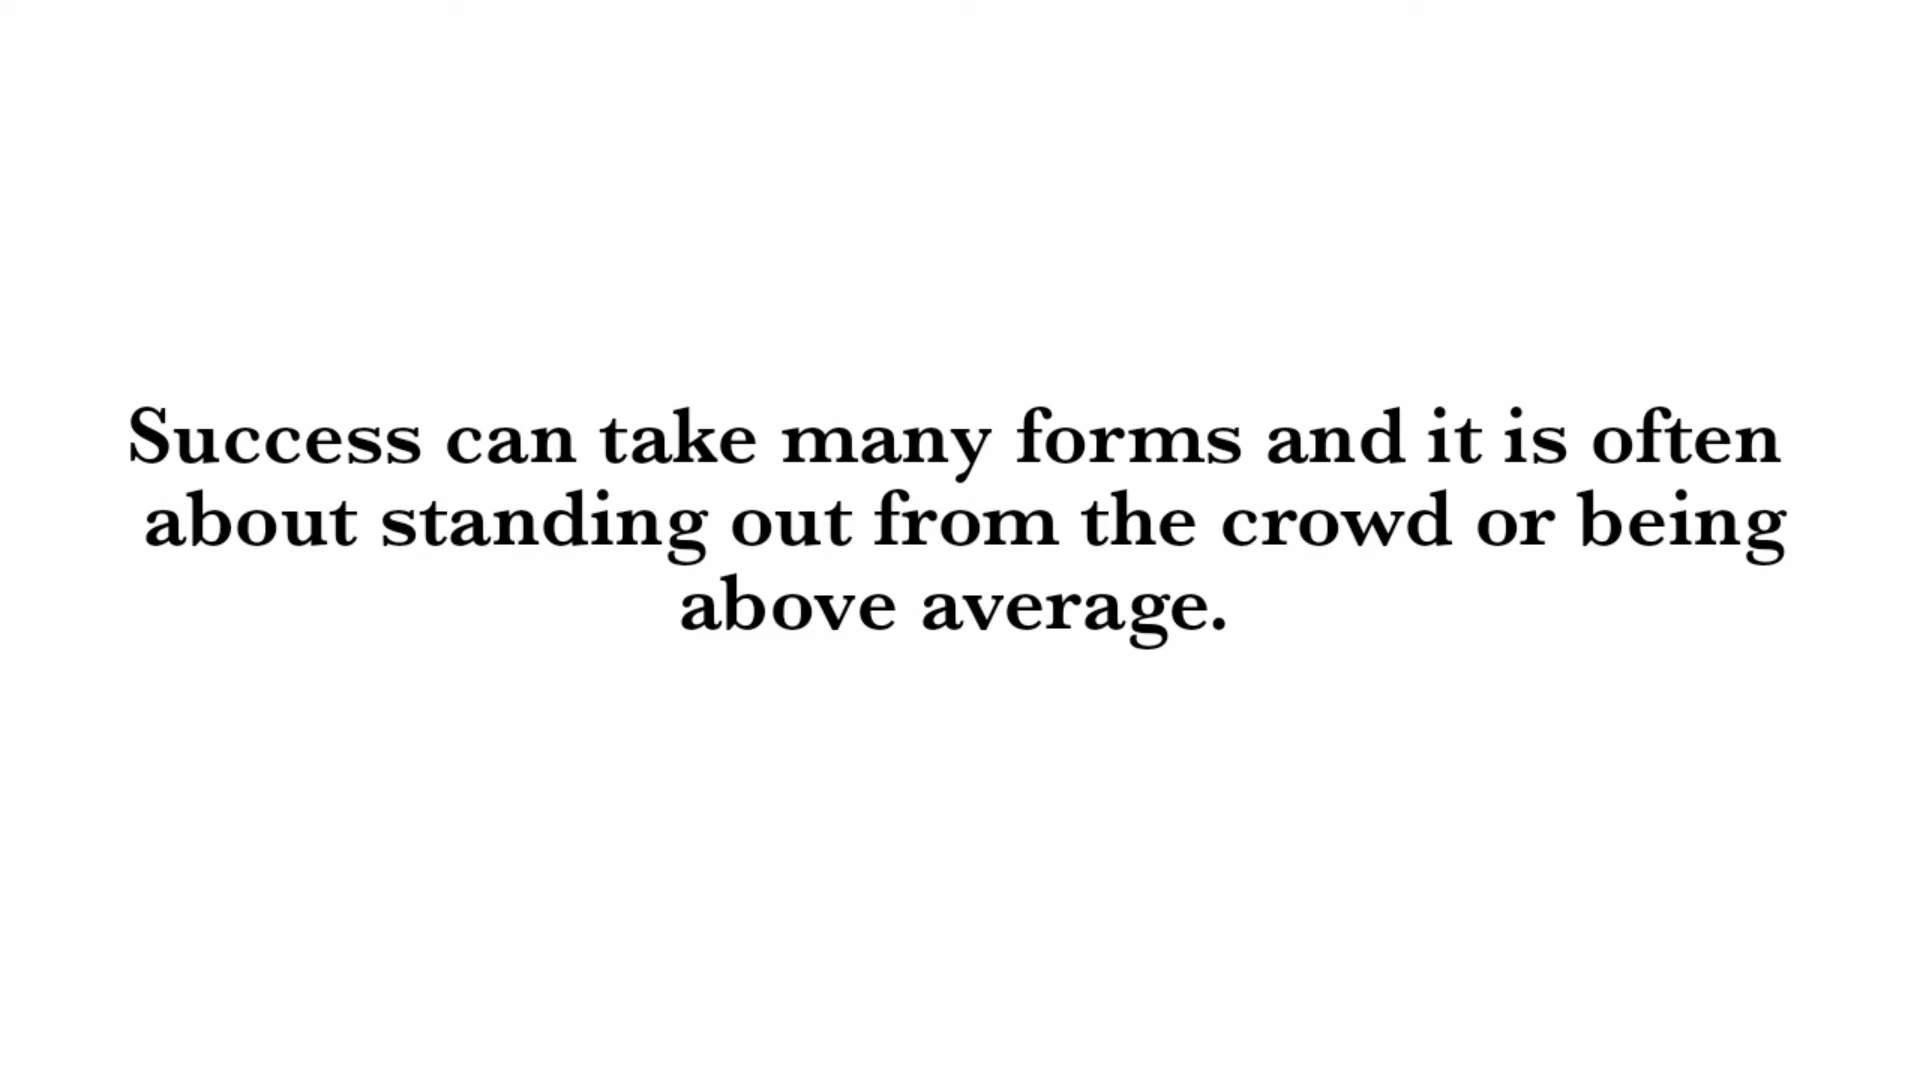 Success can take many forms and it is often
about standing out from the crowd or being
above average.